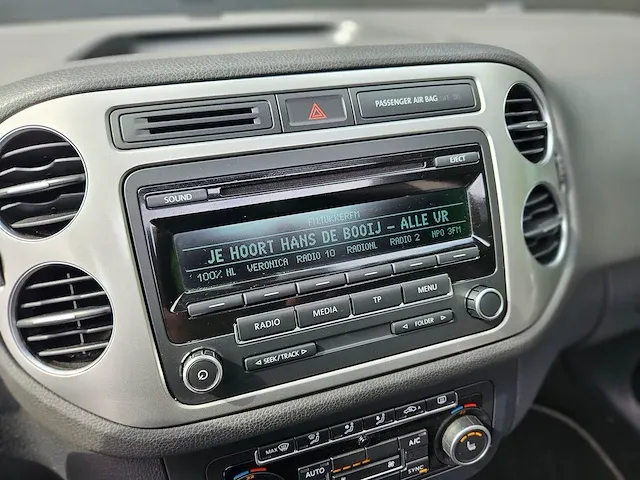 PASSENGER AIR BAG OFF
EJECT
SOUND
JE HOORT HANS DE BOOIJ - ALLE VR
100% NL VERONICA RADIO 10 RADIONL RADIO 2 NPO 3FM
RADIO MEDIA TP MENU
SEEK/TRACK FOLDER
MAX
AUTO A/C
SYNC